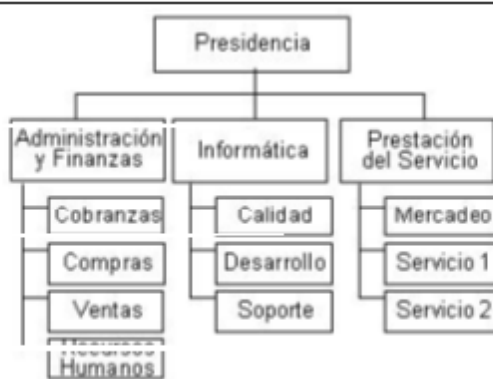 Presidencia
Administración
y Finanzas
Informática
Prestación
del Servicio
Cobranzas
Calidad
Mercadeo
Compras
Desarrollo
Servicio 1
Ventas
Soporte
Servicio 2
Recursos
Humanos